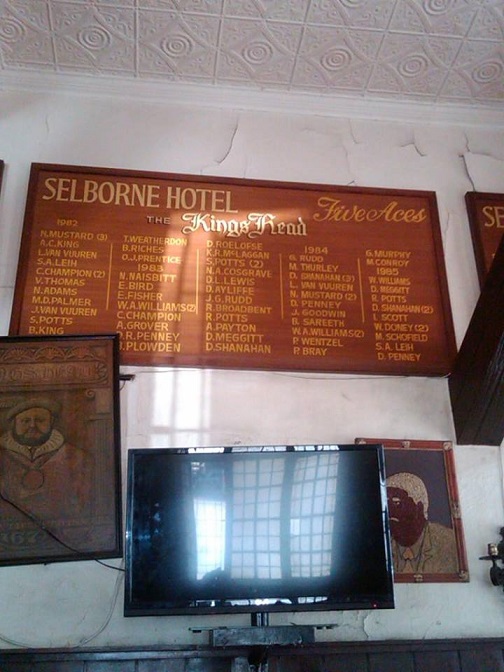 SELBORNE HOTEL
THE Kings Head
Five Aces
1982
N.MUSTARD (3)
A.C.KING
L.VAN VUUREN
S.A.LEIH
C.CHAMPION (2)
V.THOMAS
N.ADAMS
M.D.PALMER
J.VAN VUUREN
S.POTTS
B.KING
T.WEATHERDON
B.RICHES
O.J.PRENTICE
1983
N.NAISBITT
E.BIRD
E.FISHER
W.A.WILLIAMS(2)
C.CHAMPION
A.GROVER
P.R.PENNEY
I.PLOWDEN
D.ROELOFSE
K.R.McLAGGAN
S.POTTS (2)
N.A.COSGRAVE
D.L.LEWIS
D.AYLIFFE
J.G.RUDD
R.BROADBENT
R.POTTS
A.PAYTON
D.MEGGITT
D.SHANAHAN
1984
G. RUDD
M. THURLEY
D. SHANAHAN (3)
L. VAN VUUREN
N. MUSTARD (2)
D. PENNEY
J. GOODWIN
B. SAREETH
W.A.WILLIAMS(2)
P. WENTZEL
P. BRAY
G. MURPHY
M. CONROY
1985
W. WILLIAMS
D. MEGGITT
R. POTTS
D. SHANAHAN (2)
L. SCOTT
W. DONEY (2)
M. SCHOFIELD
S.A. LEIH
D. PENNEY
SE